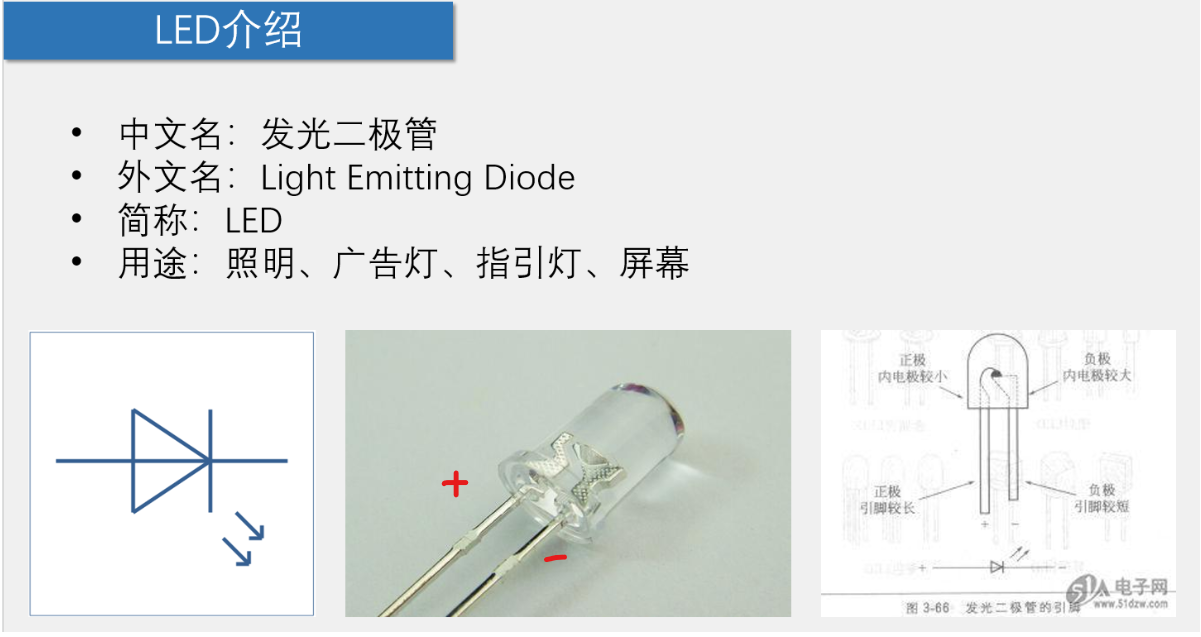 LED介绍
• 中文名：发光二极管
• 外文名：Light Emitting Diode
• 简称：LED
• 用途：照明、广告灯、指引灯、屏幕
+
−
正极
内电极较小
负极
内电极较大
正极
引脚较长
负极
引脚较短
+ −
+ −
图 3-66 发光二极管的引脚
51A 电子网
www.51dzw.com